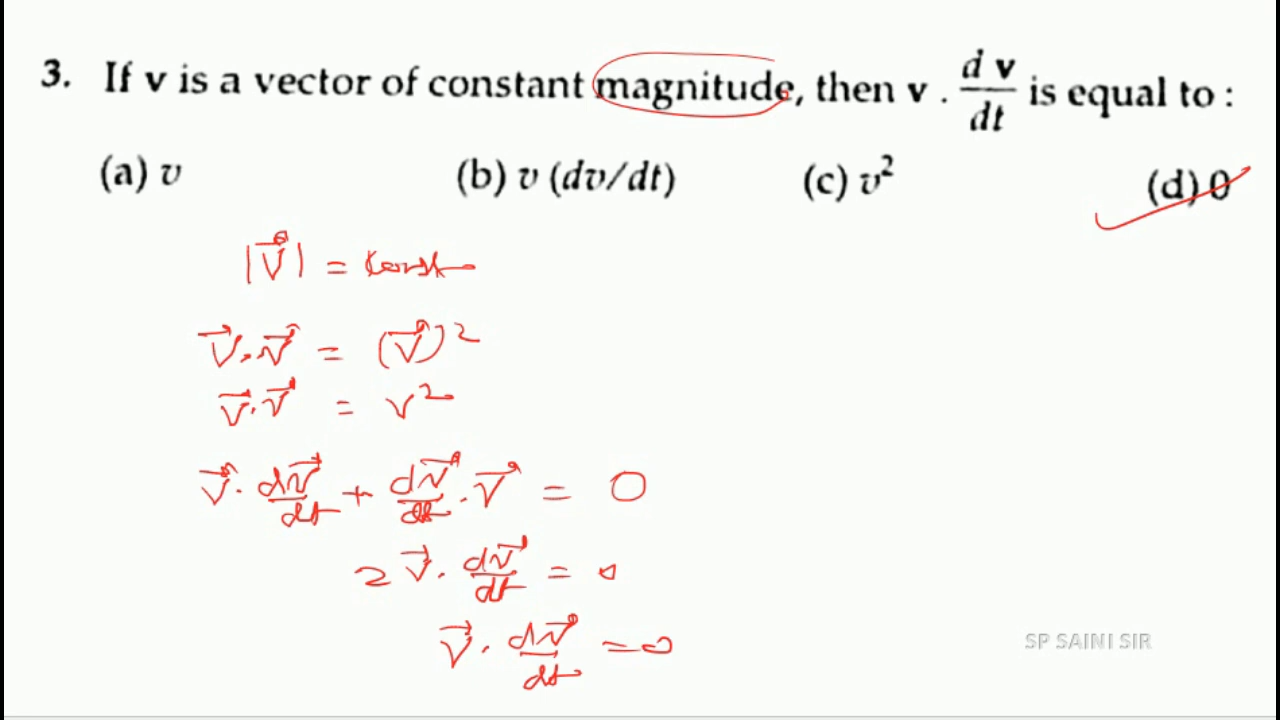 3. If v is a vector of constant magnitude, then v . dv/dt is equal to :
(a) v (b) v (dv/dt) (c) v² (d) 0
|v⃗| = const
v⃗.v⃗ = (v⃗)²
v⃗.v⃗ = v²
v⃗. dv⃗/dt + dv⃗/dt . v⃗ = 0
2 v⃗. dv⃗/dt = 0
v⃗. dv⃗/dt = 0
SP SAINI SIR